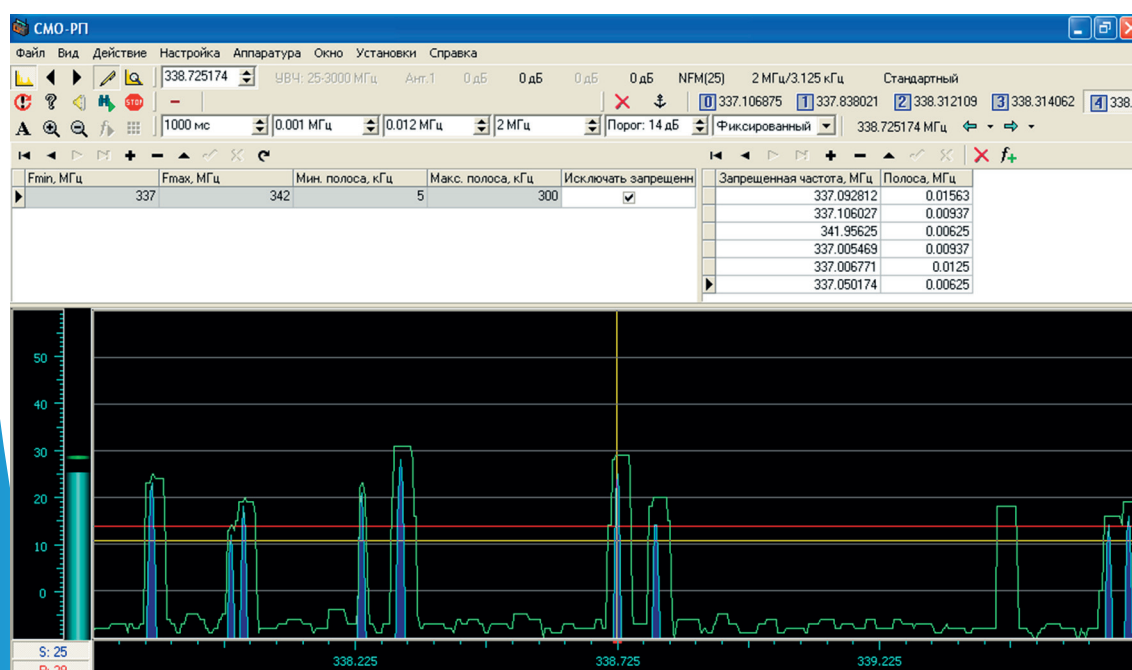 СМО-РП
Файл Вид Действие Настройка Аппаратура Окно Установки Справка
338.725174 УВЧ: 25-3000 МГц Ант.1 0 дБ 0 дБ 0 дБ 0 дБ NFM(25) 2 МГц/3.125 кГц Стандартный
STOP 0 337.106875 1 337.838021 2 338.312109 3 338.314062 4 338.
A 1000 мс 0.001 МГц 0.012 МГц 2 МГц Порог: 14 дБ Фиксированный 338.725174 МГц
Fmin, МГц Fmax, МГц Мин. полоса, кГц Макс. полоса, кГц Исключать запрещенн Запрещенная частота, МГц Полоса, МГц
337 342 5 300 337.092812 0.01563
337.106027 0.00937
341.95625 0.00625
337.005469 0.00937
337.006771 0.0125
337.050174 0.00625
50
40
30
20
10
0
S: 25
338.225 338.725 339.225